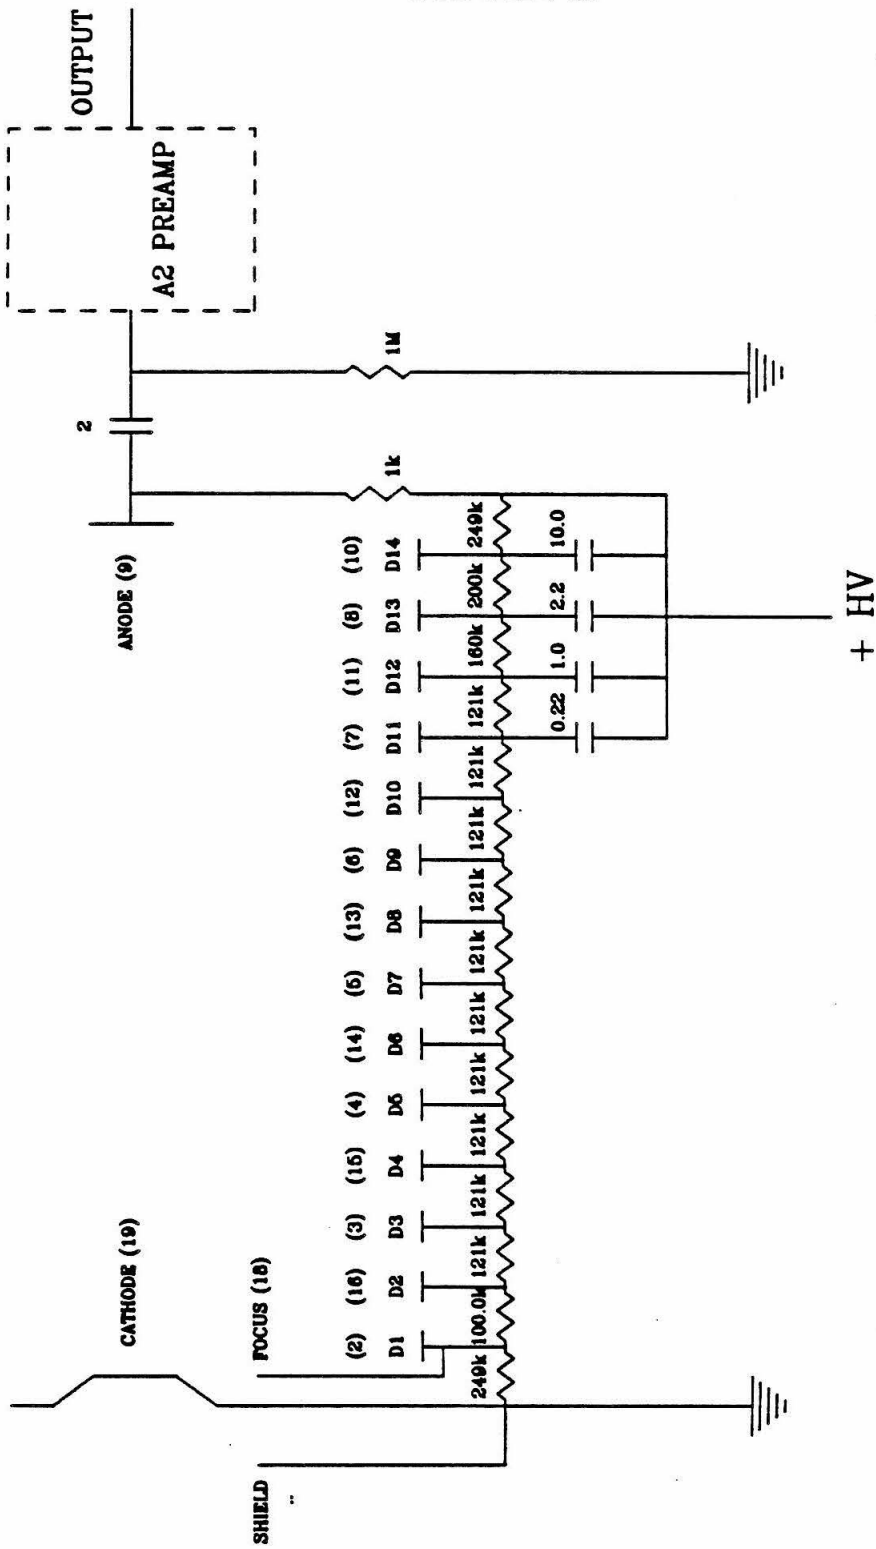 2
OUTPUT
CATHODE (19)
ANODE (9)
A2 PREAMP
SHIELD
FOCUS (18)
(2) (16) (3) (15) (4) (14) (5) (13) (6) (12) (7) (11) (8) (10)
D1 D2 D3 D4 D5 D6 D7 D8 D9 D10 D11 D12 D13 D14 1k 1M
249k 100.0k 121k 121k 121k 121k 121k 121k 121k 121k 121k 121k 160k 200k 249k
0.22 1.0 2.2 10.0
+ HV